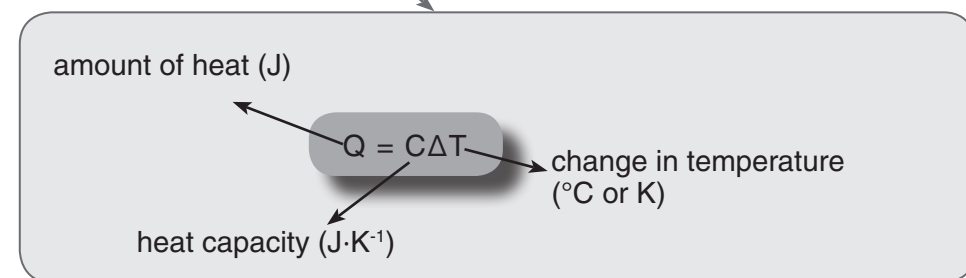 amount of heat (J)
Q = CΔT
change in temperature
(°C or K)
heat capacity (J·K⁻¹)